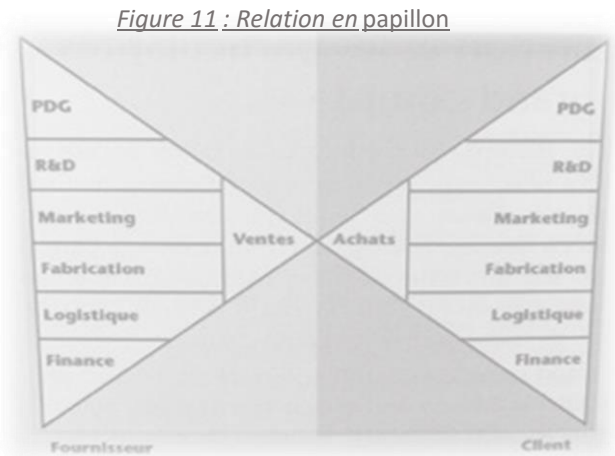 Figure 11 : Relation en papillon
PDG
R&D
Marketing
Fabrication
Logistique
Finance
Ventes
Achats
PDG
R&D
Marketing
Fabrication
Logistique
Finance
Fournisseur
Client